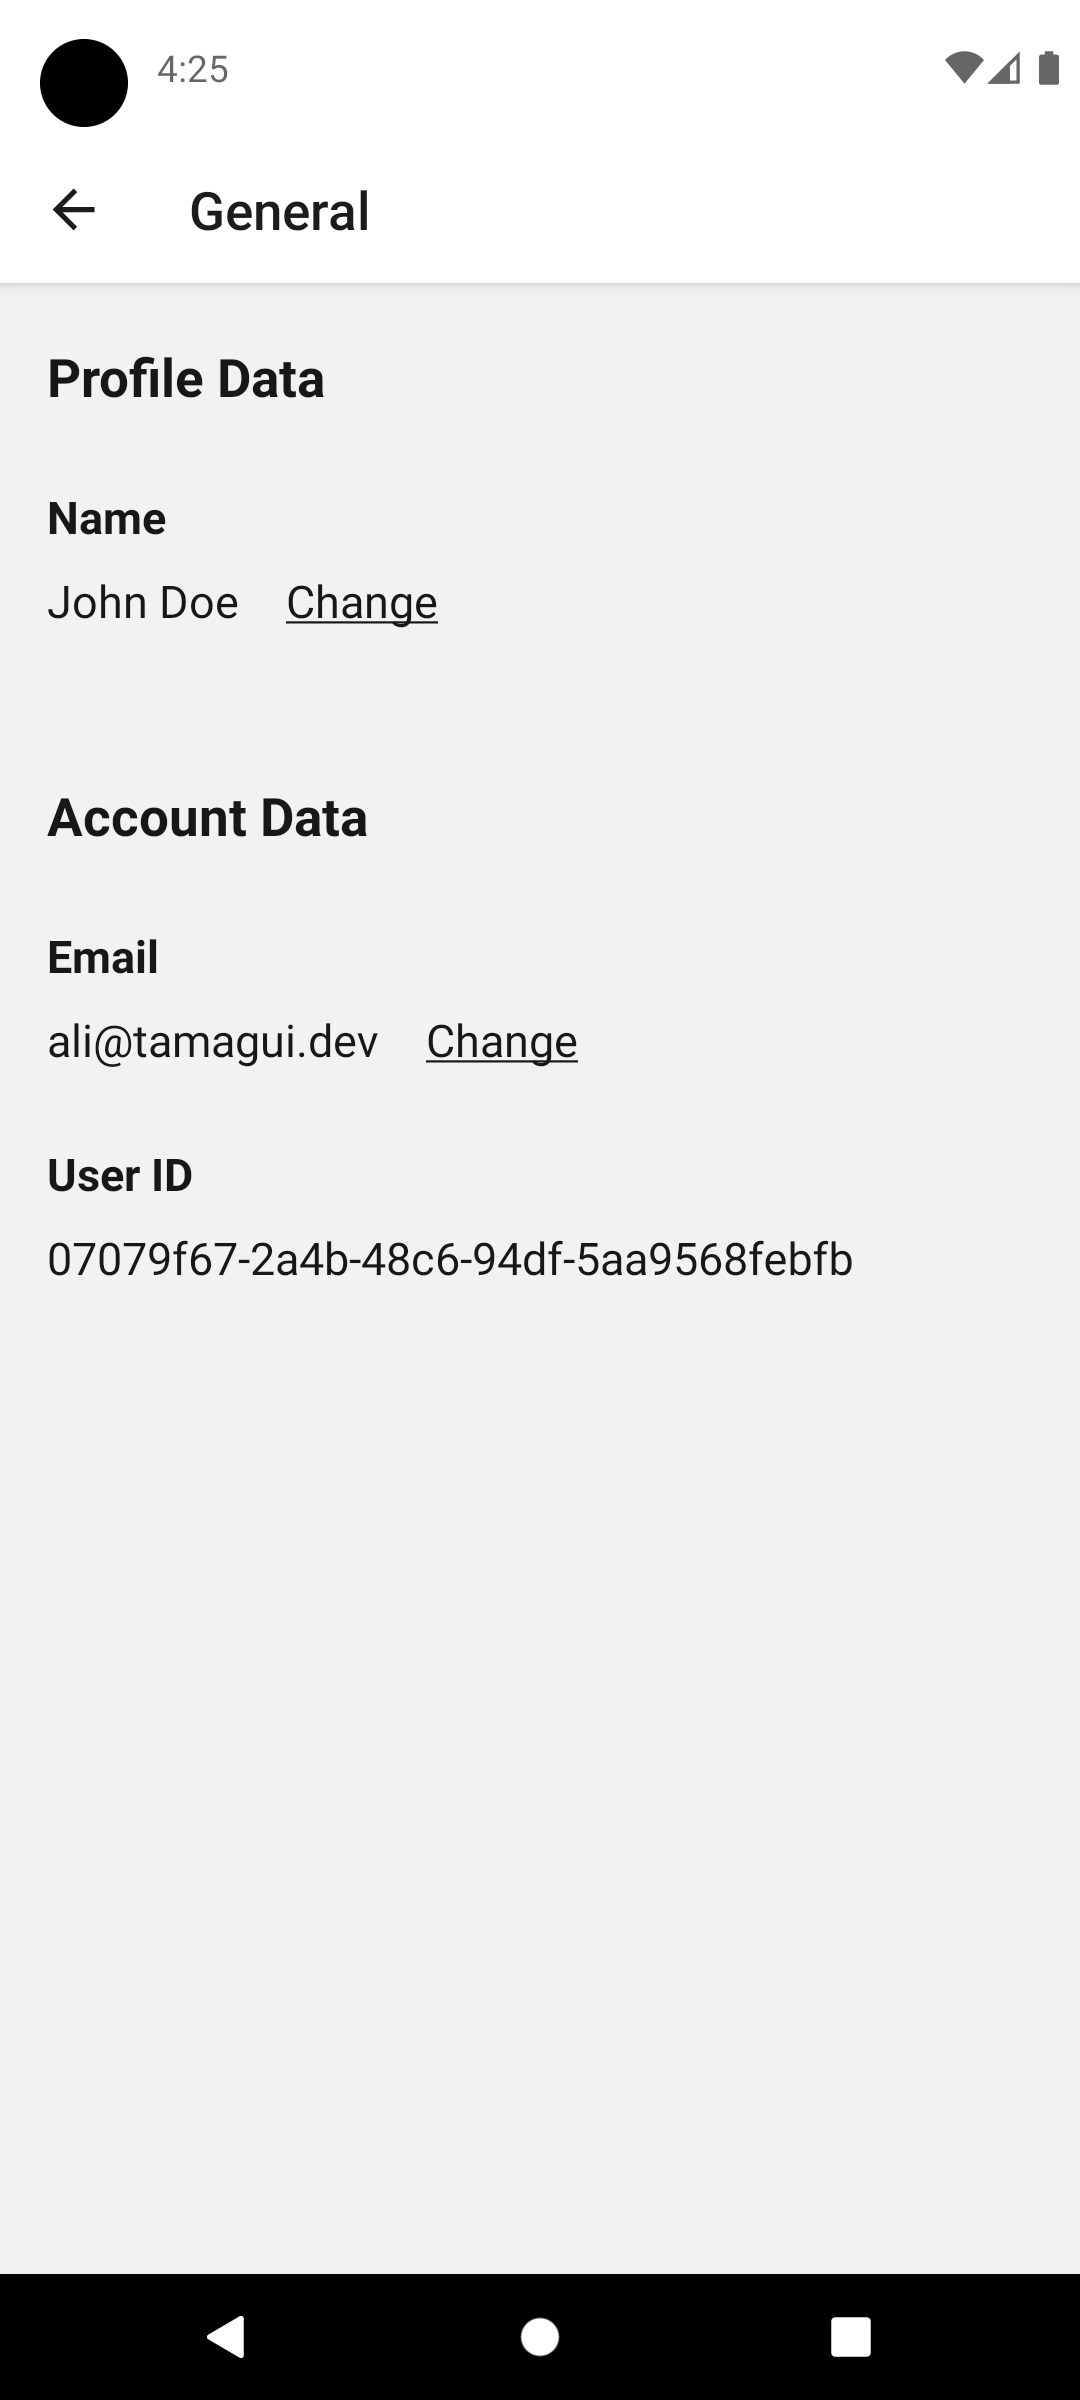 4:25
General
Profile Data
Name
John Doe Change
Account Data
Email
ali@tamagui.dev Change
User ID
07079f67-2a4b-48c6-94df-5aa9568febfb